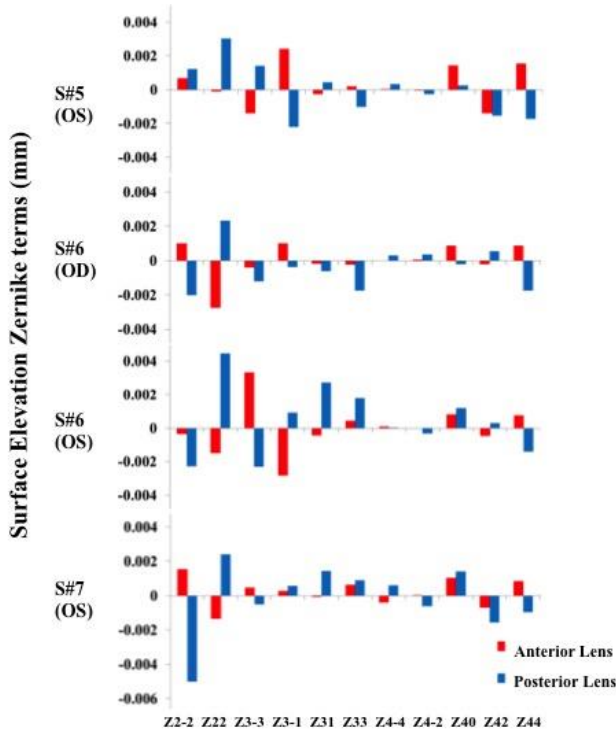 Surface Elevation Zernike terms (mm)
0.004
0.002
0
-0.002
-0.004
S#5
(OS)
0.004
0.002
0
-0.002
-0.004
S#6
(OD)
0.004
0.002
0
-0.002
-0.004
S#6
(OS)
0.004
0.002
0
-0.002
-0.004
-0.006
S#7
(OS)
Anterior Lens
Posterior Lens
Z2-2 Z22 Z3-3 Z3-1 Z31 Z33 Z4-4 Z4-2 Z40 Z42 Z44